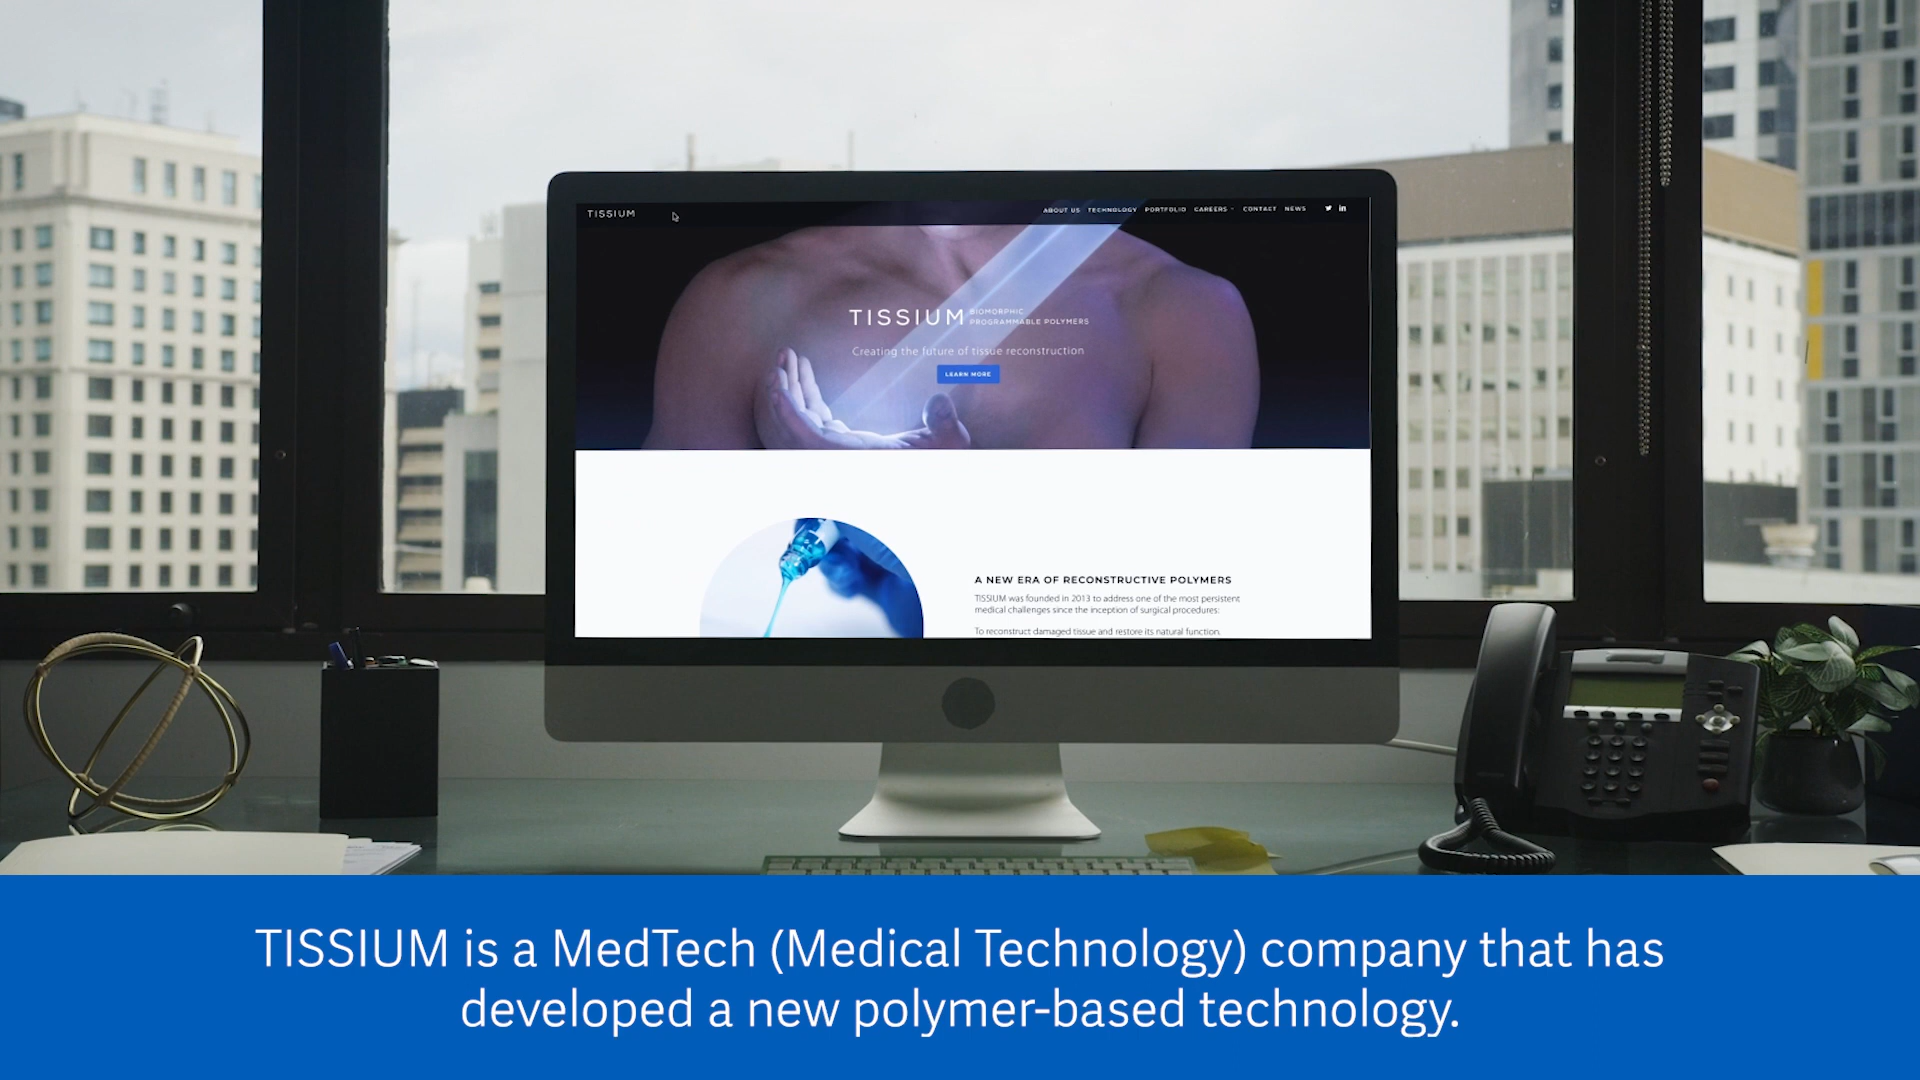 TISSIUM
ABOUT US TECHNOLOGY PORTFOLIO CAREERS CONTACT NEWS
TISSIUM BIOMORPHIC
PROGRAMMABLE POLYMERS
Creating the future of tissue reconstruction
LEARN MORE
A NEW ERA OF RECONSTRUCTIVE POLYMERS
TISSIUM was founded in 2013 to address one of the most persistent
medical challenges since the inception of surgical procedures:
To reconstruct damaged tissue and restore its natural function.
TISSIUM is a MedTech (Medical Technology) company that has
developed a new polymer-based technology.